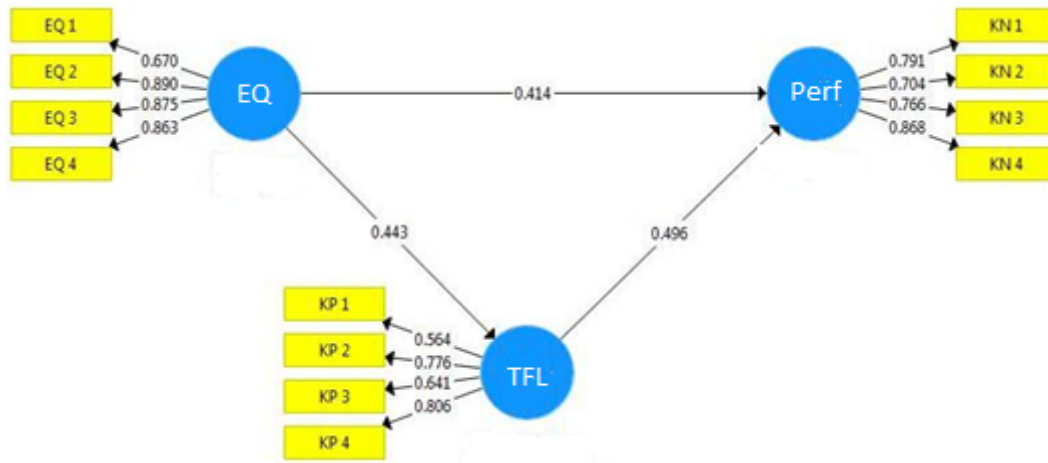 EQ 1
EQ 2
EQ 3
EQ 4
0.670
0.890
0.875
0.863
EQ
0.414
Perf
0.791
0.704
0.766
0.868
KN 1
KN 2
KN 3
KN 4
0.443
0.496
KP 1
KP 2
KP 3
KP 4
0.564
0.776
0.641
0.806
TFL